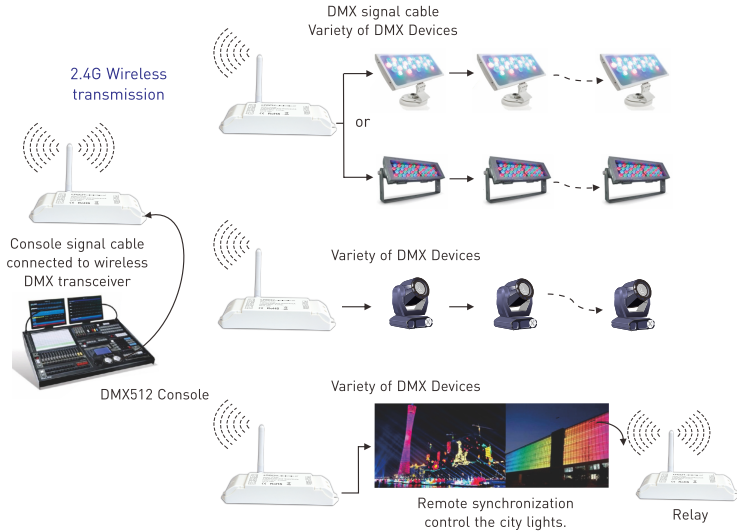 DMX signal cable
Variety of DMX Devices
2.4G Wireless
transmission
or
Console signal cable
connected to wireless
DMX transceiver
Variety of DMX Devices
DMX512 Console
Variety of DMX Devices
Remote synchronization
control the city lights.
Relay